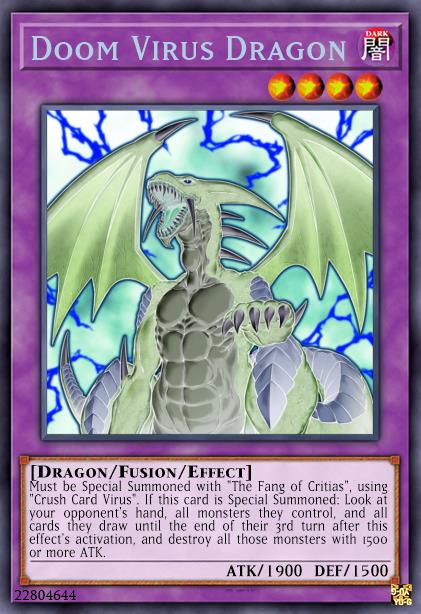 DOOM VIRUS DRAGON
DARK
闇
[DRAGON/FUSION/EFFECT]
Must be Special Summoned with "The Fang of Critias", using
"Crush Card Virus". If this card is Special Summoned: Look at
your opponent's hand, all monsters they control, and all
cards they draw until the end of their 3rd turn after this
effect's activation, and destroy all those monsters with 1500
or more ATK.
ATK/1900 DEF/1500
22804644